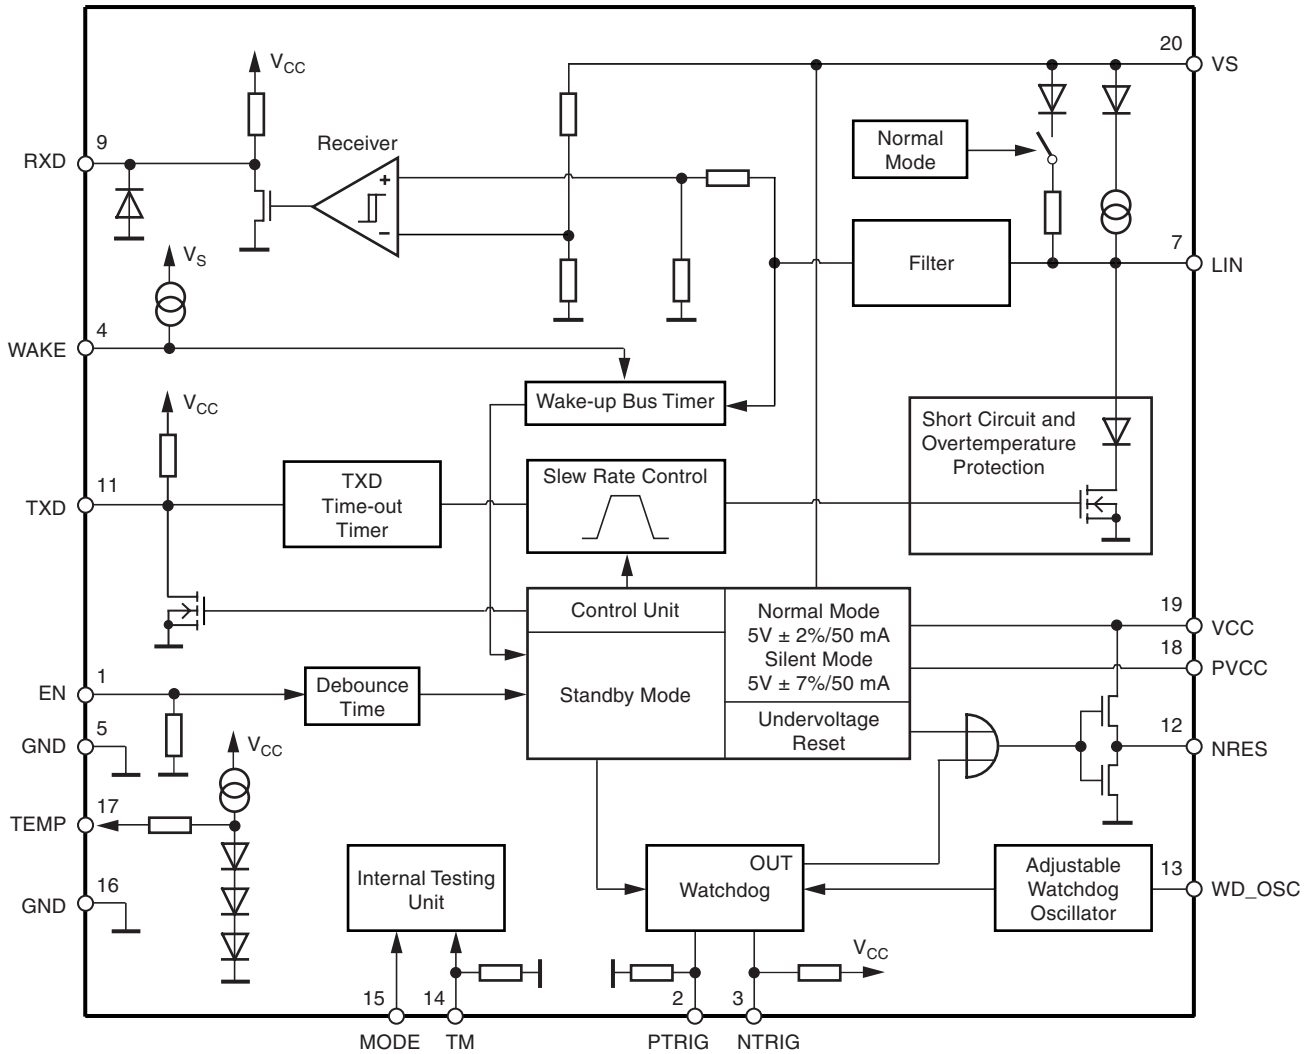 20
VS
VCC
Receiver
9
RXD
+
−
Normal
Mode
VS
Filter
7
LIN
4
WAKE
Wake-up Bus Timer
VCC
Short Circuit and
Overtemperature
Protection
11
TXD
TXD
Time-out
Timer
Slew Rate Control
Control Unit
Normal Mode
5V ± 2%/50 mA
Silent Mode
5V ± 7%/50 mA
19
VCC
18
PVCC
1
EN
Debounce
Time
Standby Mode
Undervoltage
Reset
5
GND
VCC
12
NRES
17
TEMP
Internal Testing
Unit
OUT
Watchdog
Adjustable
Watchdog
Oscillator
13
WD_OSC
16
GND
VCC
15
14
2
3
MODE
TM
PTRIG
NTRIG